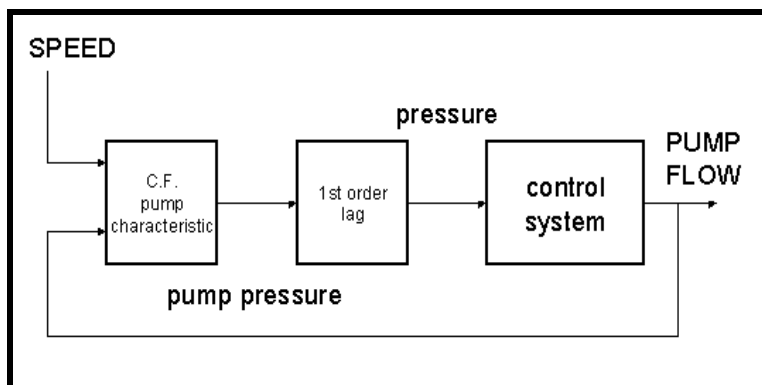 SPEED
pressure
PUMP
FLOW
C.F.
pump
characteristic
1st order
lag
control
system
pump pressure